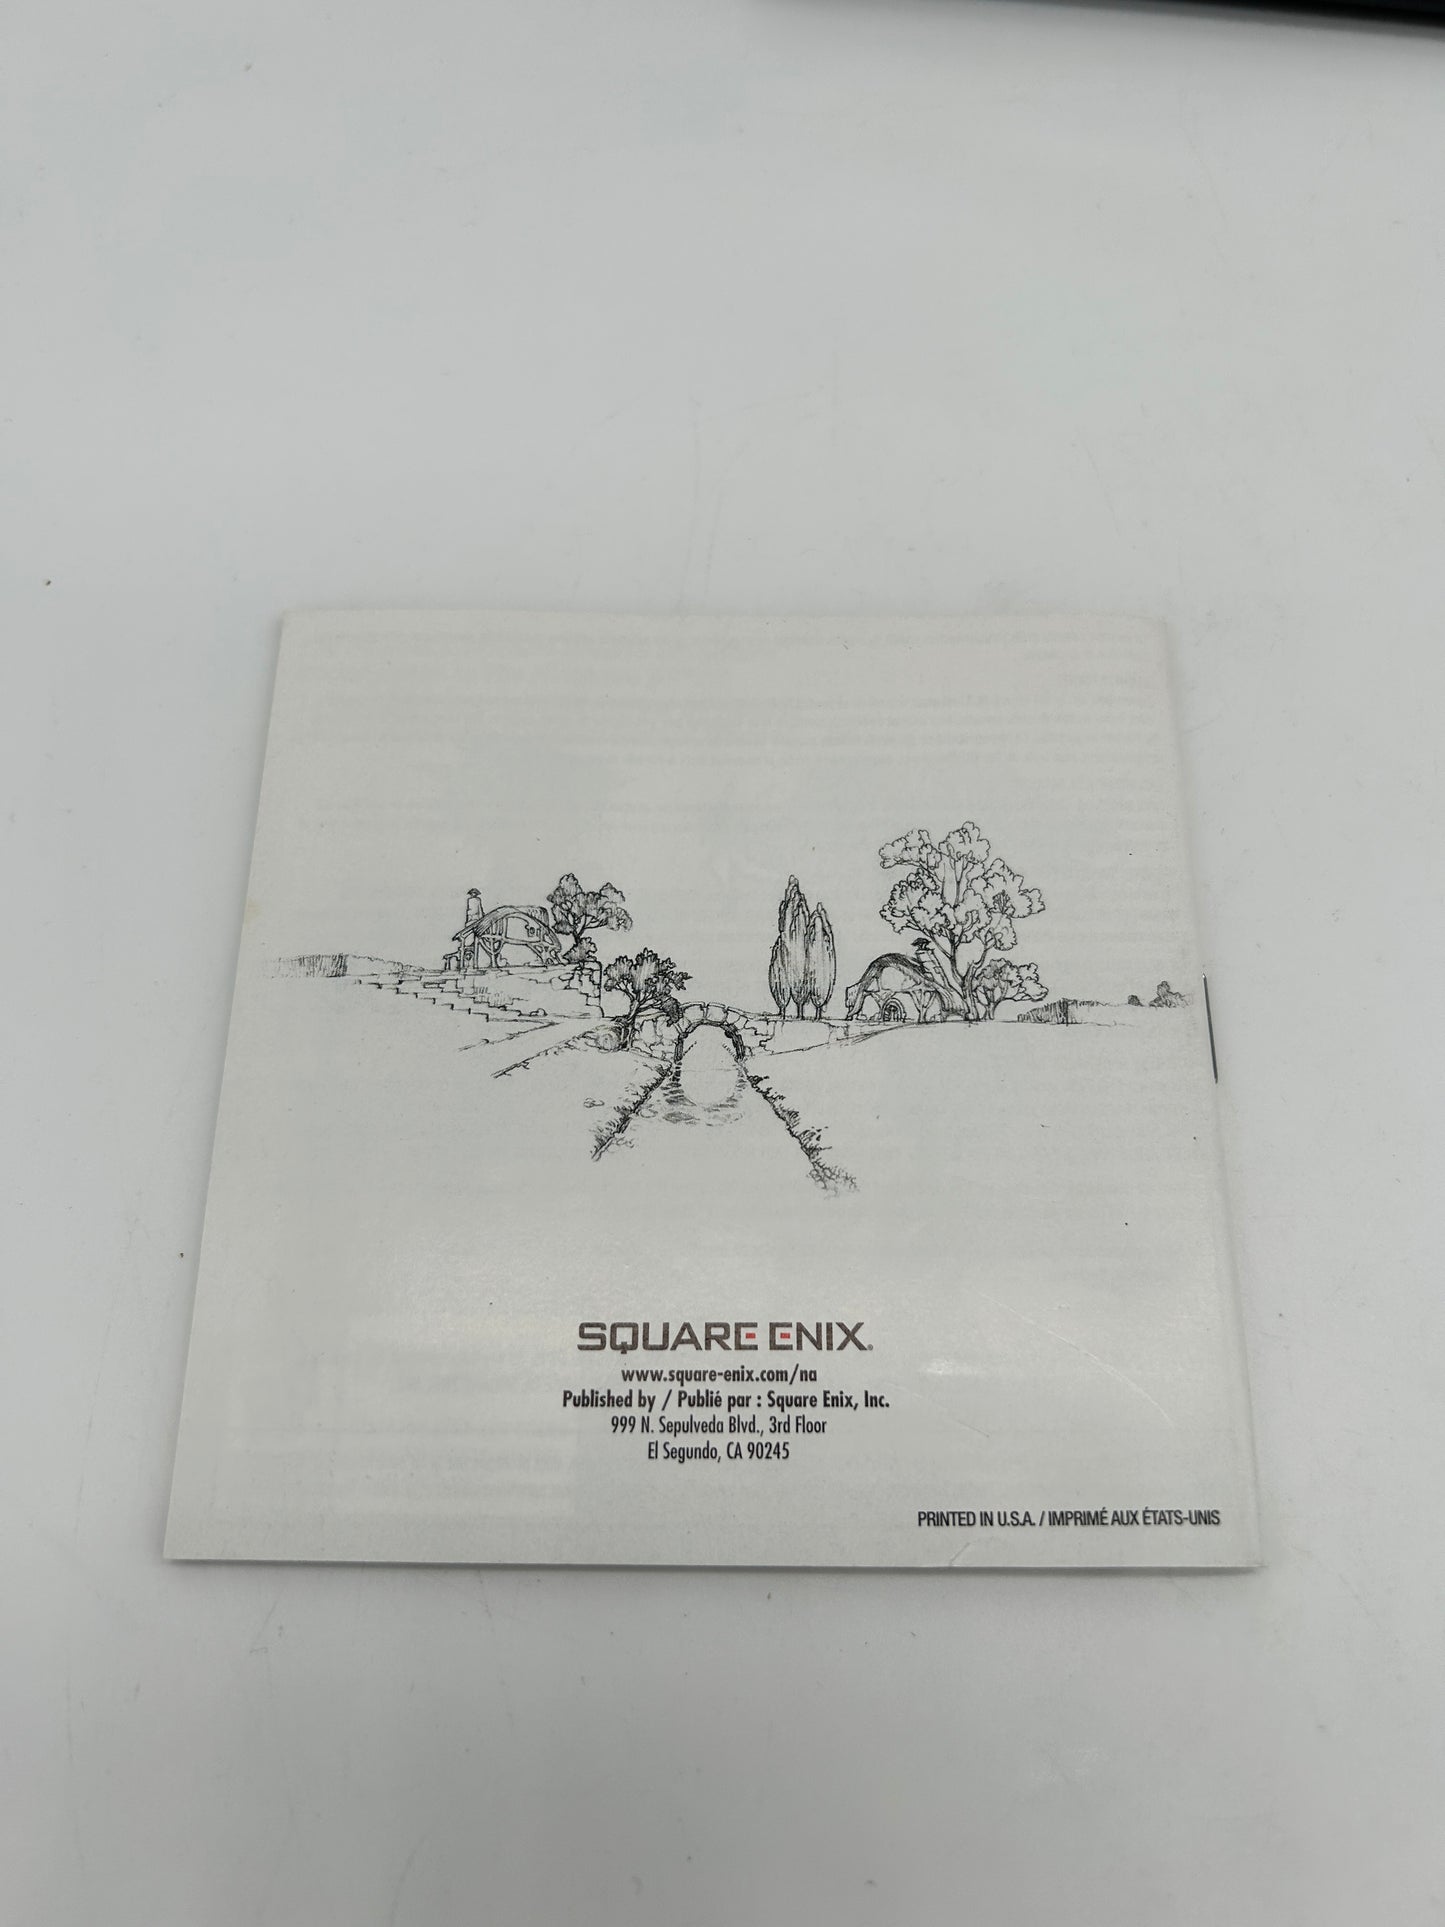 SQUARE ENIX®
www.square-enix.com/na
Published by / Publié par : Square Enix, Inc.
999 N. Sepulveda Blvd., 3rd Floor
El Segundo, CA 90245
PRINTED IN U.S.A. / IMPRIMÉ AUX ÉTATS-UNIS